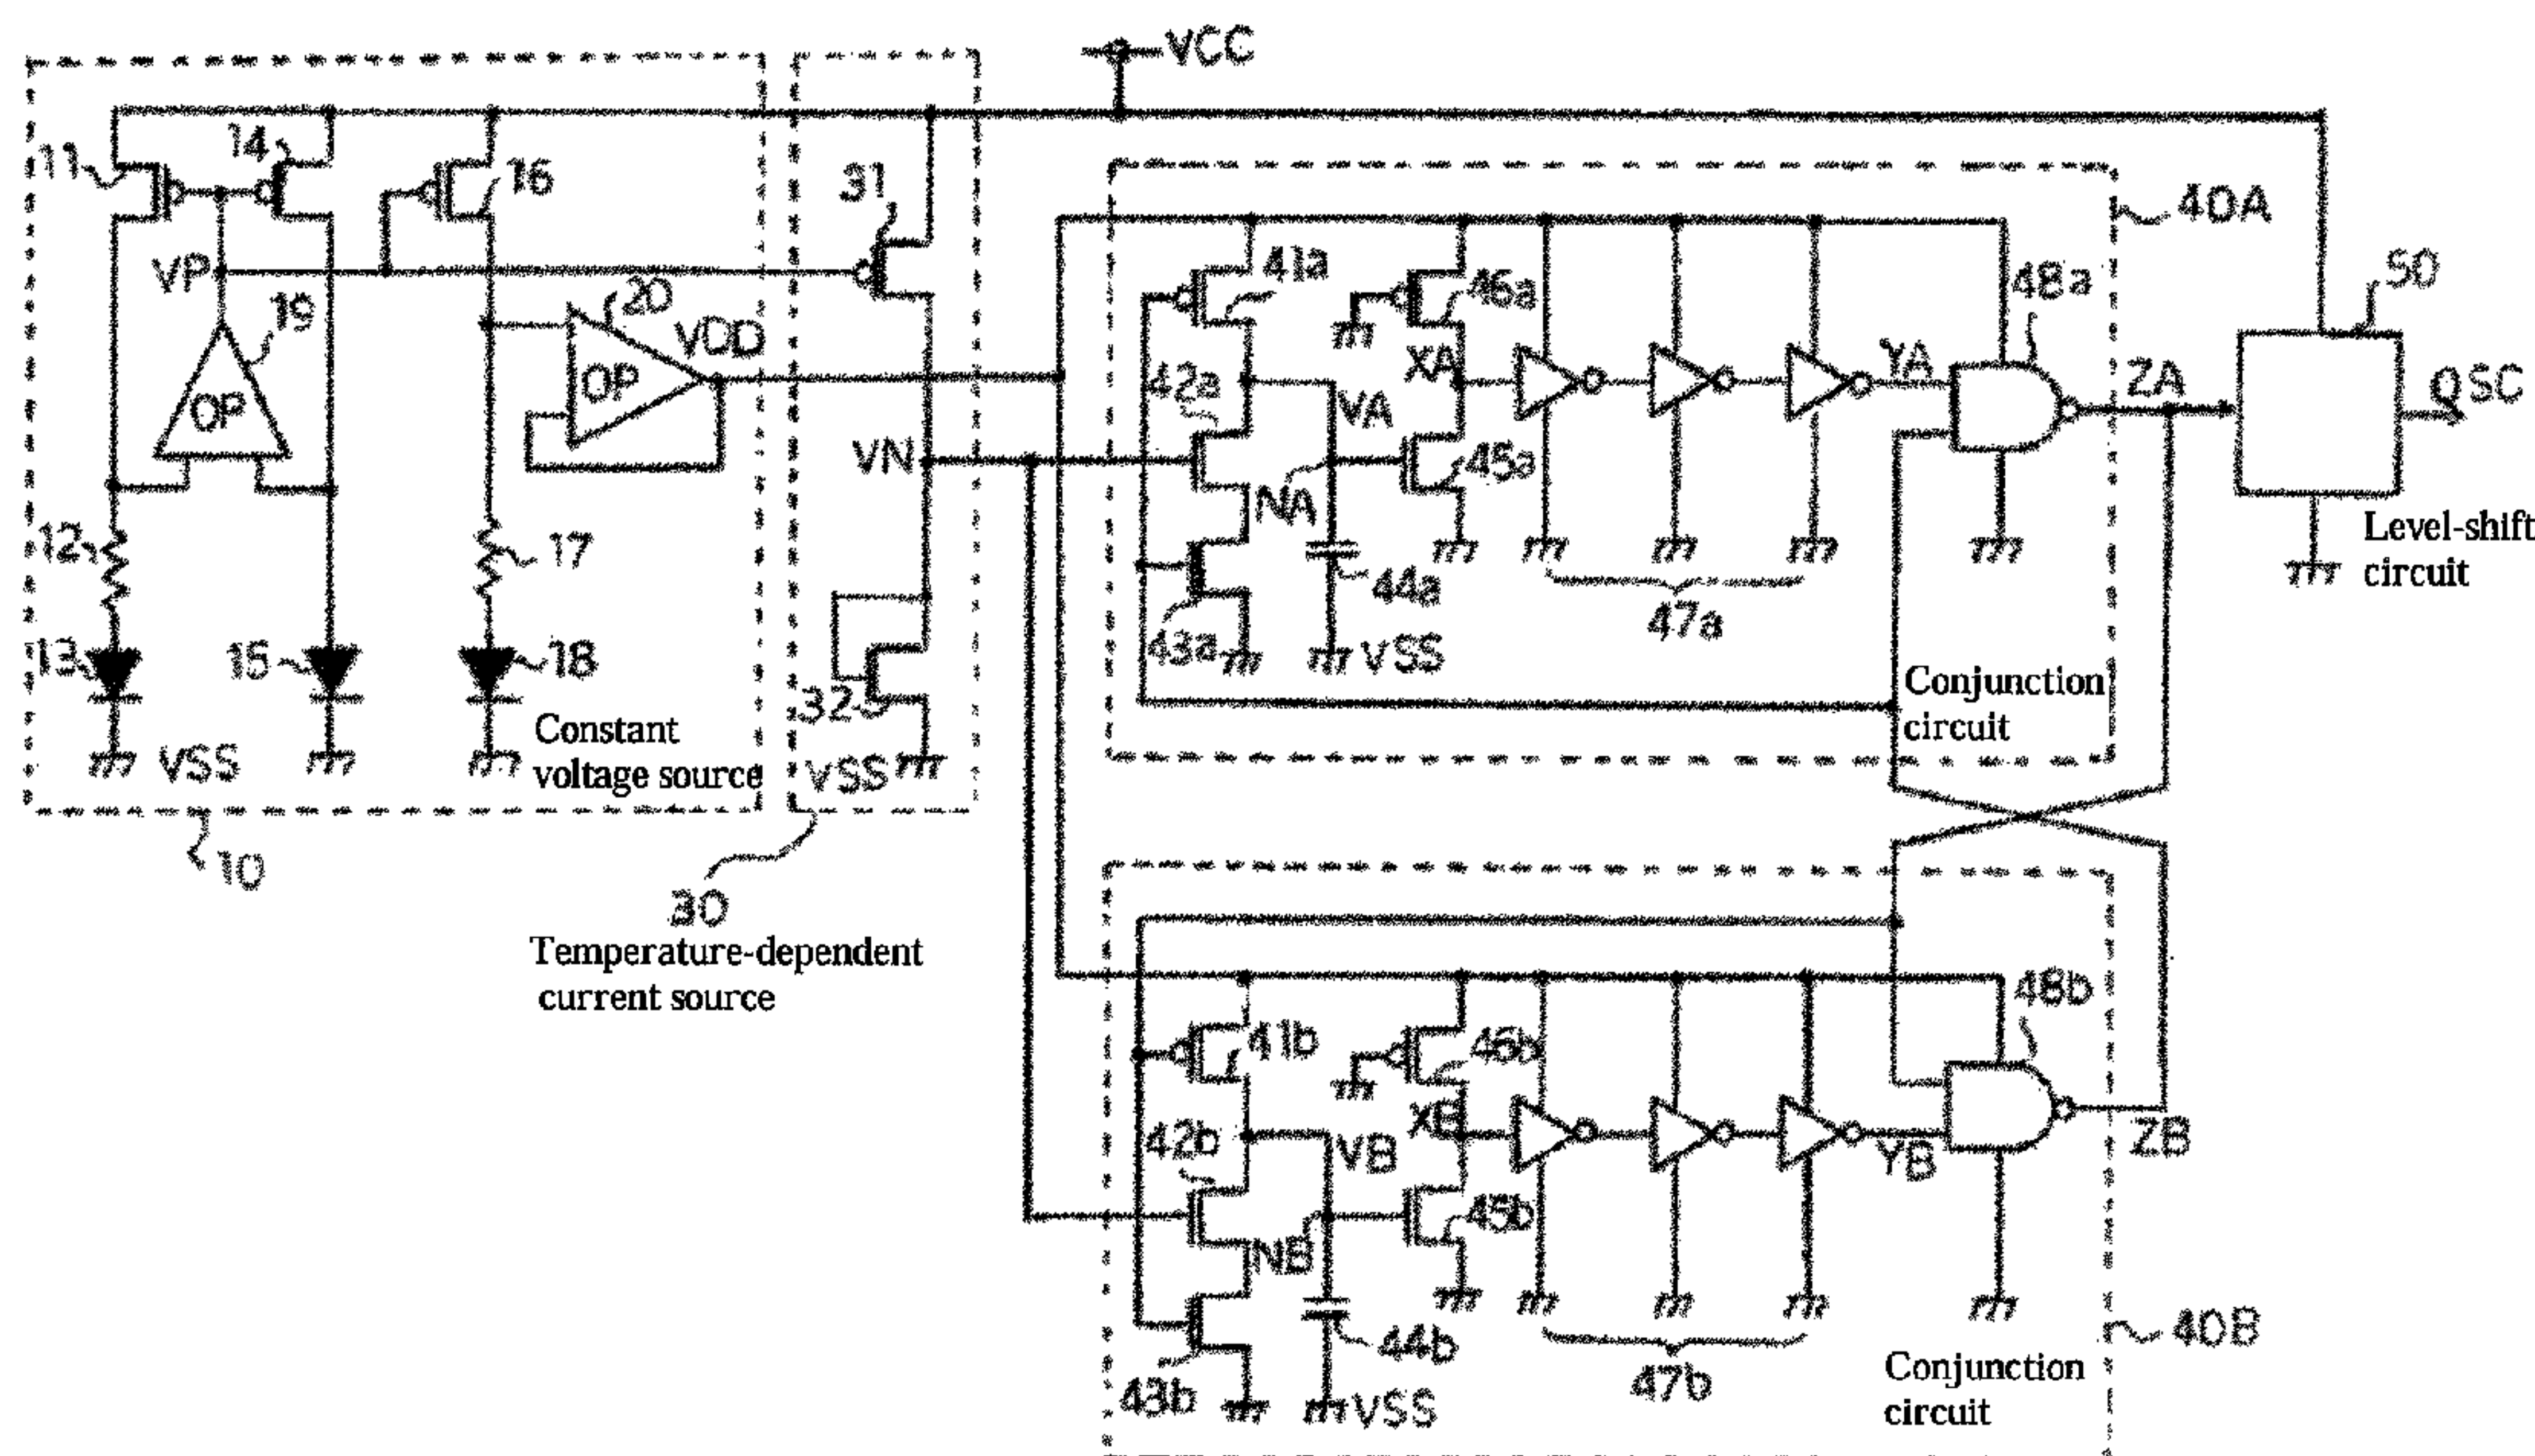 VCC
11
14
16
31
40A
VP
19
20
VDD
41a
46a
48a
50
OP
OP
42a
VA
XA
YA
ZA
QSC
VN
NA
45a
12
17
44a
47a
Level-shift
circuit
13
15
18
32
43a
VSS
Conjunction
circuit
VSS
Constant
voltage source
VSS
10
30
Temperature-dependent
current source
48b
41b
46b
42b
VB
XB
YB
ZB
NB
45b
44b
47b
40B
43b
VSS
Conjunction
circuit